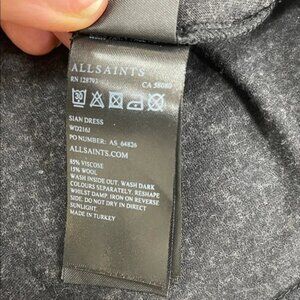 ALLSAINTS
RN 128793 CA 58080
30
SIAN DRESS
WD216J
PO NUMBER: AS_64826
ALLSAINTS.COM
85% VISCOSE
15% WOOL
WASH INSIDE OUT. WASH DARK
COLOURS SEPARATELY, RESHAPE
WHILST DAMP. IRON ON REVERSE
SIDE. DO NOT DRY IN DIRECT
SUNLIGHT
MADE IN TURKEY